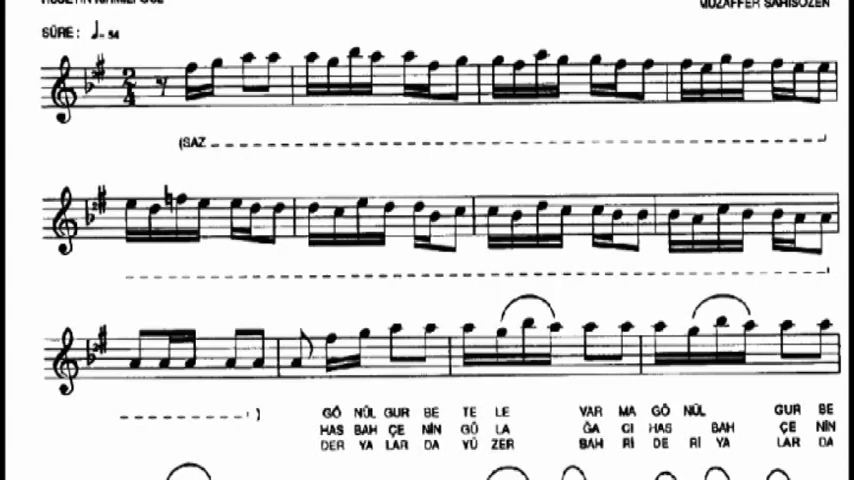 MUZAFFER SARISÖZEN
SÜRE: ♩=54
2
4
(SAZ
)
GÖ NÜL GUR BE TE LE VAR MA GÖ NÜL GUR BE
HAS BAH ÇE NİN GÜ LA ĞA CI HAS BAH ÇE NİN
DER YA LAR DA YÜ ZER BAH Rİ DE Rİ YA LAR DA